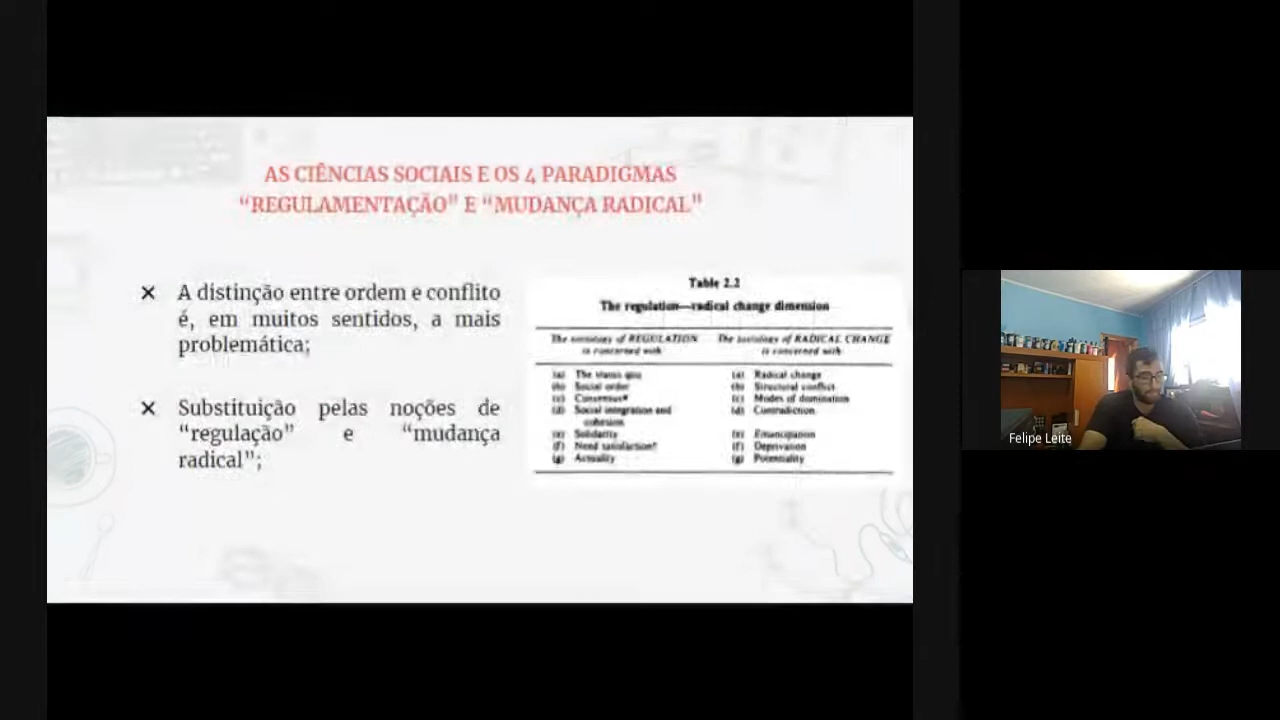 AS CIÊNCIAS SOCIAIS E OS 4 PARADIGMAS
“REGULAMENTAÇÃO” E “MUDANÇA RADICAL”
× A distinção entre ordem e conflito
é, em muitos sentidos, a mais
problemática;
× Substituição pelas noções de
“regulação” e “mudança
radical”;
Table 2.2
The regulation—radical change dimension
The sociology of REGULATION
is concerned with
The sociology of RADICAL CHANGE
is concerned with
(a) The status quo
(b) Social order
(c) Consensus*
(d) Social integration and
cohesion
(e) Solidarity
(f) Need satisfaction†
(g) Actuality
(a) Radical change
(b) Structural conflict
(c) Modes of domination
(d) Contradiction
(e) Emancipation
(f) Deprivation
(g) Potentiality
Felipe Leite